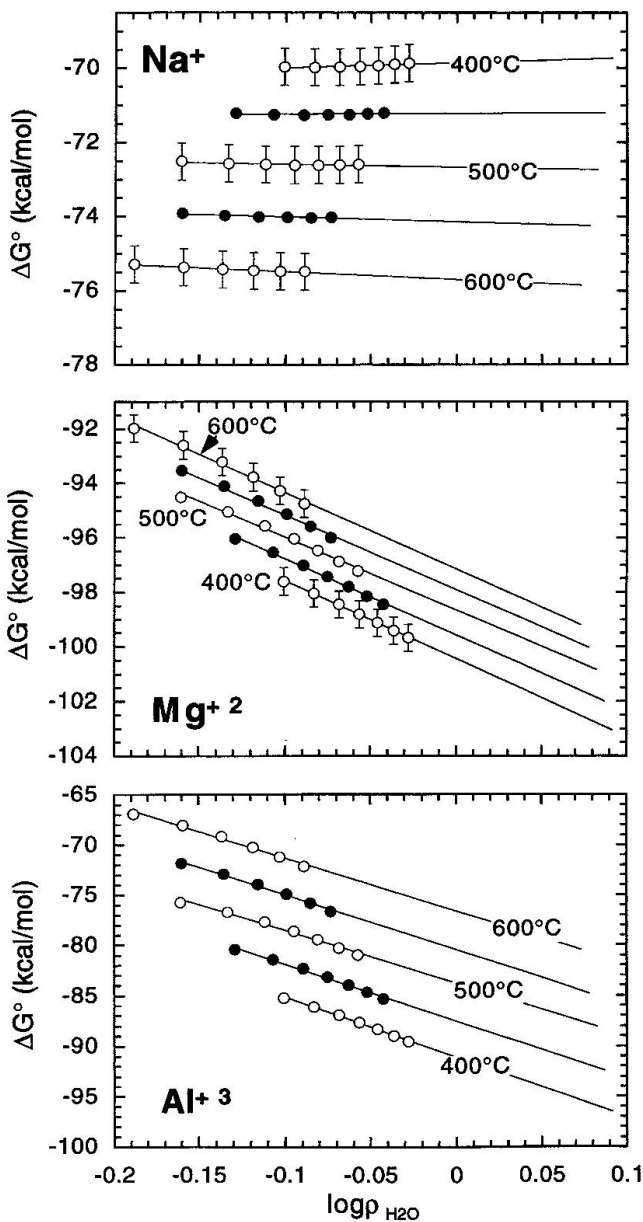 Na+
-70
-72
-74
-76
-78
ΔG° (kcal/mol)
400°C
500°C
600°C
-92
-94
-96
-98
-100
-102
-104
ΔG° (kcal/mol)
600°C
500°C
400°C
Mg+ 2
-65
-70
-75
-80
-85
-90
-95
-100
ΔG° (kcal/mol)
600°C
500°C
400°C
Al+ 3
-0.2 -0.15 -0.1 -0.05 0 0.05 0.1
logρ H2O